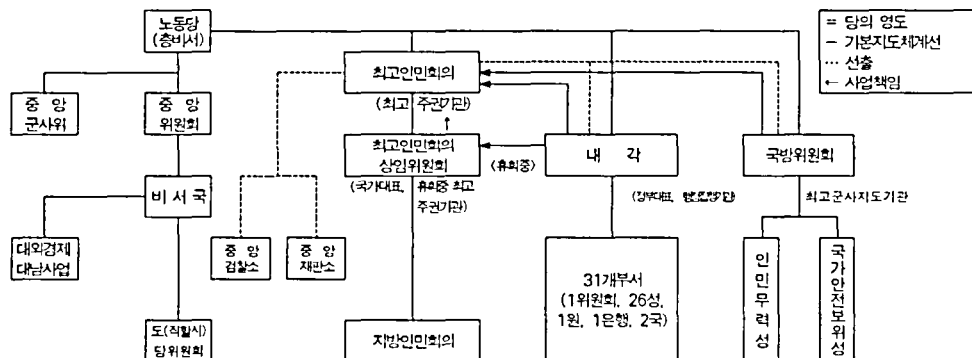 노동당
(총비서)
= 당의 영도
─ 기본지도체계선
⋯ 선출
← 사업책임
최고인민회의
(최고 주권기관)
중 앙
군사위
중 앙
위원회
최고인민회의
상임위원회
(국가대표, 휴회중 최고
주권기관)
(휴회중)
내 각
(정부대표,
국방위원회
최고군사지도기관
비 서 국
대외경제
대남사업
중 앙
검찰소
중 앙
재판소
31개부서
(1위원회, 26성,
1원, 1은행, 2국)
인민무력성
국가안전보위성
도(직할시)
당위원회
지방인민회의